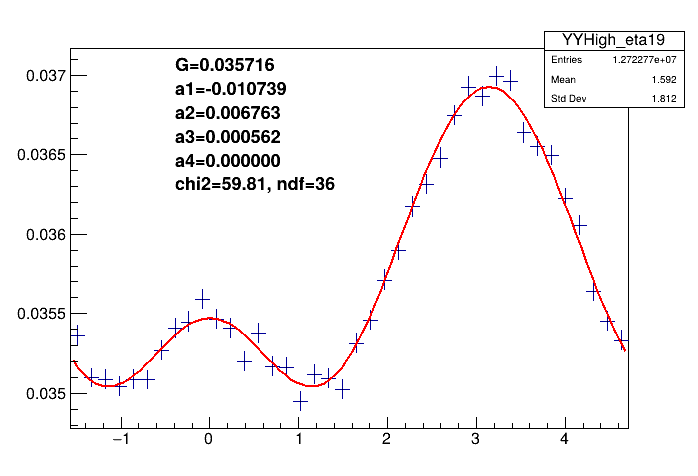 YYHigh_eta19
Entries 1.272277e+07
Mean 1.592
Std Dev 1.812
G=0.035716
a1=-0.010739
a2=0.006763
a3=0.000562
a4=0.000000
chi2=59.81, ndf=36
0.037
0.0365
0.036
0.0355
0.035
−1 0 1 2 3 4